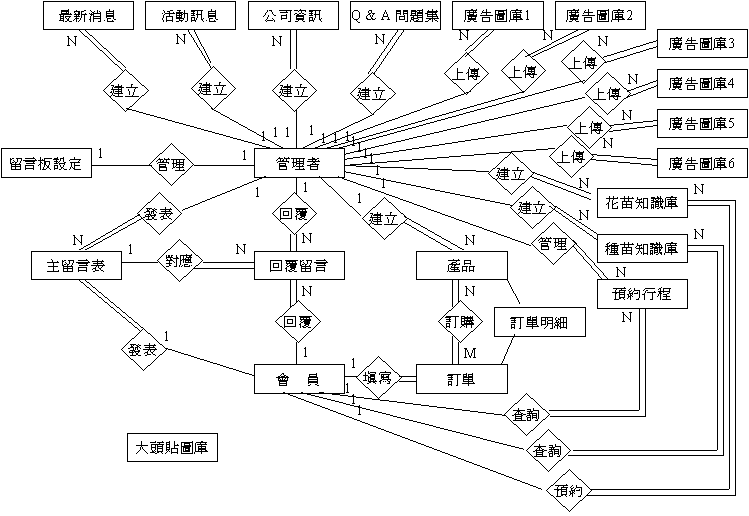 最新消息
活動訊息
公司資訊
Q & A 問題集
廣告圖庫1
廣告圖庫2
N
N
N
N
N
N
N
廣告圖庫3
建立
建立
建立
建立
上傳
上傳
上傳
N
廣告圖庫4
上傳
N
廣告圖庫5
上傳
N
廣告圖庫6
上傳
1
1
1
1
1
1
1
1
1
1
1
留言板設定
1
管理
1
管理者
1
1
1
1
1
1
建立
N
花苗知識庫
N
建立
N
種苗知識庫
N
管理
N
預約行程
N
發表
N
回覆
N
建立
N
主留言表
1
對應
N
回覆留言
產品
N
回覆
1
N
訂購
M
訂單明細
發表
1
會 員
1
填寫
訂單
1
1
1
查詢
查詢
預約
大頭貼圖庫